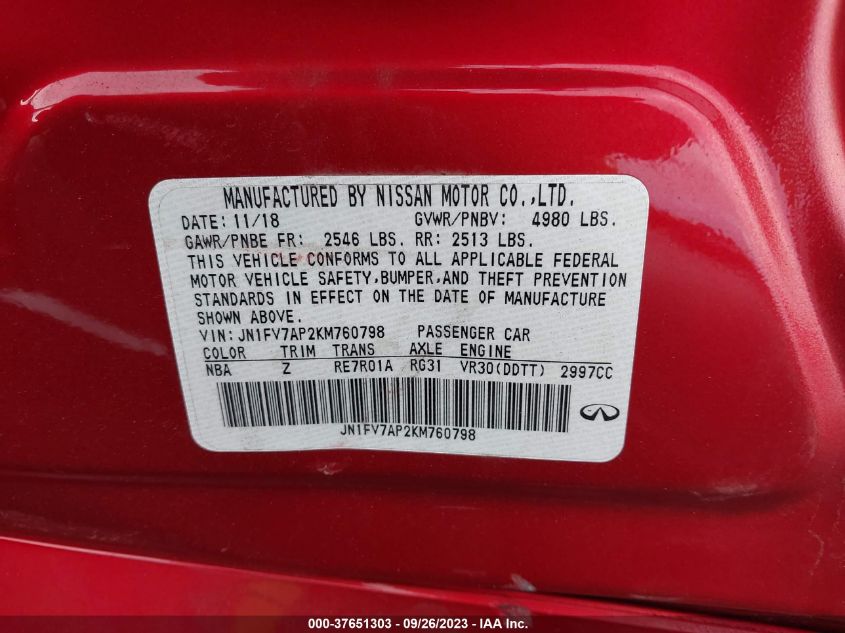 MANUFACTURED BY NISSAN MOTOR CO.,LTD.
DATE: 11/18 GVWR/PNBV: 4980 LBS.
GAWR/PNBE FR: 2546 LBS. RR: 2513 LBS.
THIS VEHICLE CONFORMS TO ALL APPLICABLE FEDERAL
MOTOR VEHICLE SAFETY,BUMPER,AND THEFT PREVENTION
STANDARDS IN EFFECT ON THE DATE OF MANUFACTURE
SHOWN ABOVE.
VIN: JN1FV7AP2KM760798 PASSENGER CAR
COLOR TRIM TRANS AXLE ENGINE
NBA Z RE7R01A RG31 VR30(DDTT) 2997CC
JN1FV7AP2KM760798
000-37651303 - 09/26/2023 - IAA Inc.